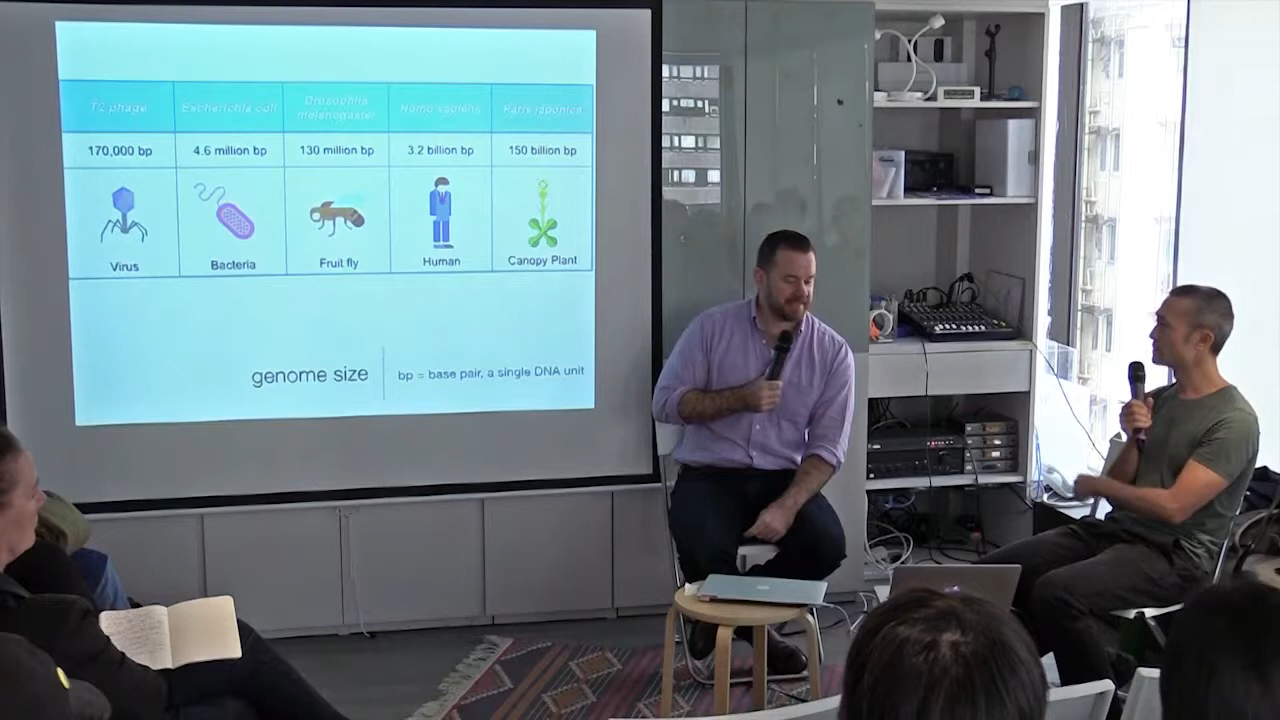 T2 phage
Escherichia coli
Drosophila
melanogaster
Homo sapiens
Paris japonica
170,000 bp
4.6 million bp
130 million bp
3.2 billion bp
150 billion bp
Virus
Bacteria
Fruit fly
Human
Canopy Plant
genome size
bp = base pair, a single DNA unit